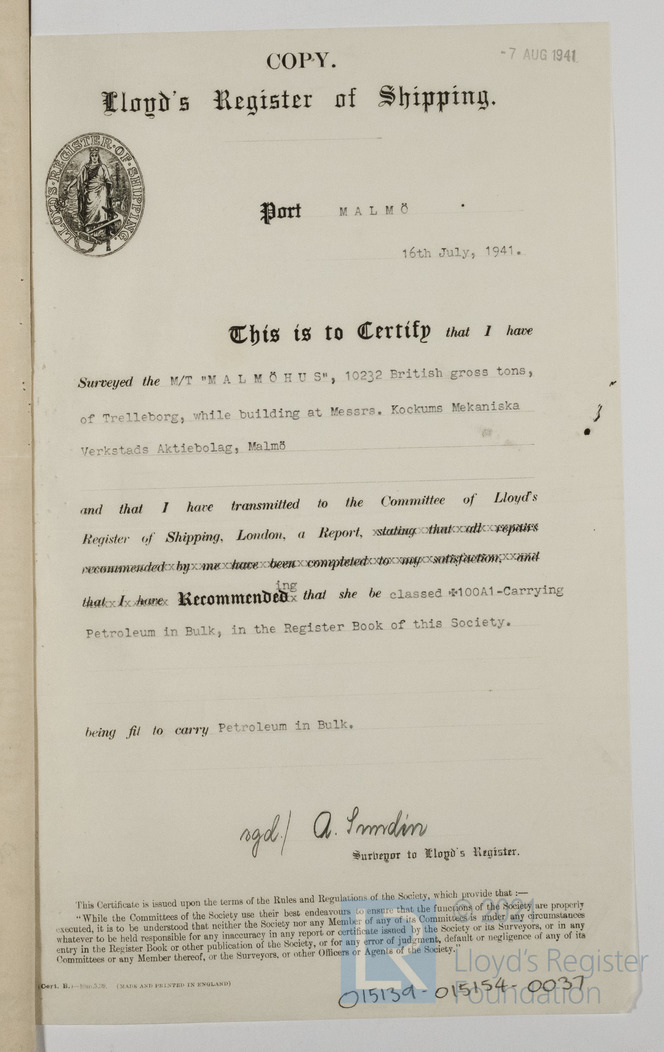 COPY.
-7 AUG 1941
Lloyd's Register of Shipping.
LLOYD'S REGISTER OF SHIPPING.
Port MALMÖ
16th July, 1941.
This is to Certify that I have
Surveyed the M/T "MALMÖHUS", 10232 British gross tons,
of Trelleborg, while building at Messrs. Kockums Mekaniska
Verkstads Aktiebolag, Malmö
and that I have transmitted to the Committee of Lloyd's
Register of Shipping, London, a Report, stating that all repairs
recommended by me have been completed to my satisfaction, and
ing
that I have Recommended that she be classed ✠100A1-Carrying
Petroleum in Bulk, in the Register Book of this Society.
being fit to carry Petroleum in Bulk.
sgd/ A. Sundin
Surveyor to Lloyd's Register.
This Certificate is issued upon the terms of the Rules and Regulations of the Society, which provide that :—
"While the Committees of the Society use their best endeavours to ensure that the functions of the Society are properly
executed, it is to be understood that neither the Society nor any Member of any of its Committees is under any circumstances
whatever to be held responsible for any inaccuracy in any report or certificate issued by the Society or its Surveyors, or in any
entry in the Register Book or other publication of the Society, or for any error of judgment, default or negligence of any of its
Committees or any Member thereof, or the Surveyors, or other Officers or Agents of the Society."
(MADE AND PRINTED IN ENGLAND)
© 2021
Lloyd's Register
Foundation
015139-015154-0037